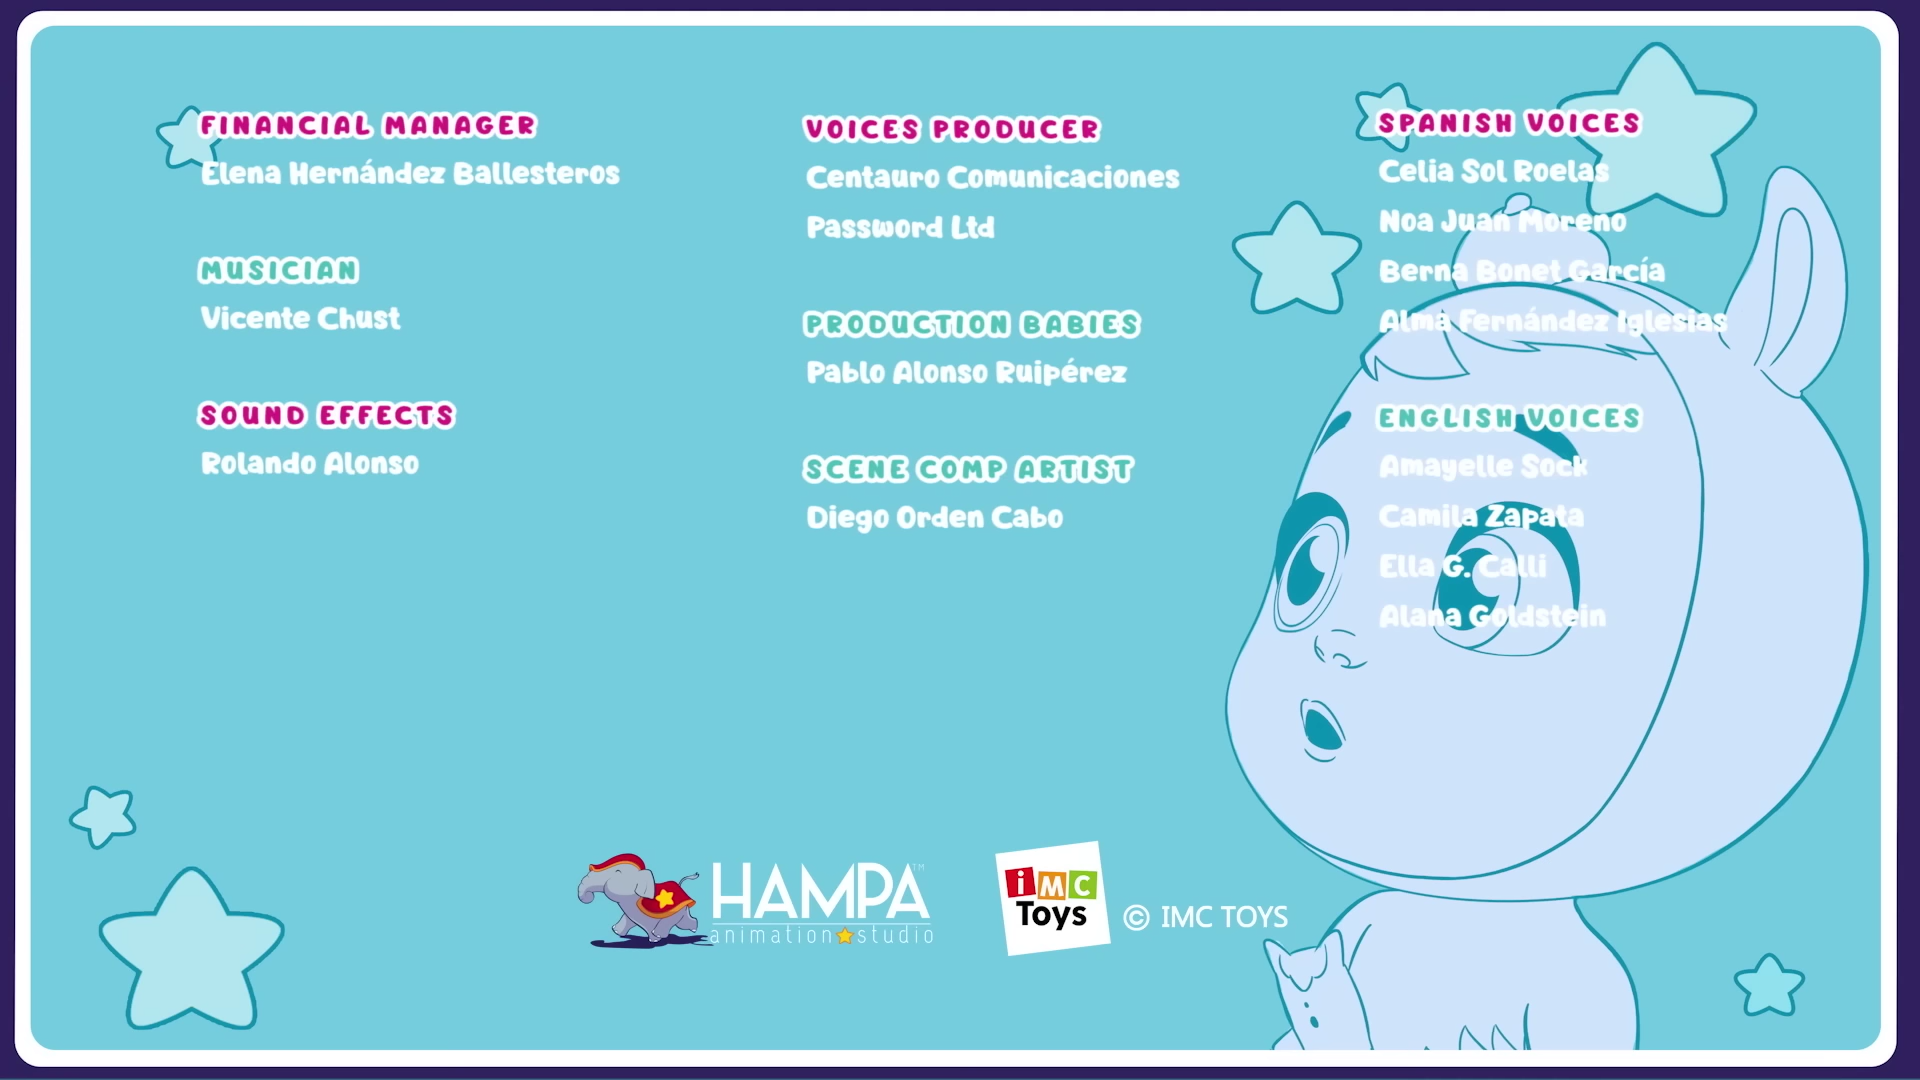 FINANCIAL MANAGER
Elena Hernández Ballesteros
MUSICIAN
Vicente Chust
SOUND EFFECTS
Rolando Alonso
VOICES PRODUCER
Centauro Comunicaciones
Password Ltd
PRODUCTION BABIES
Pablo Alonso Ruipérez
SCENE COMP ARTIST
Diego Orden Cabo
SPANISH VOICES
Celia Sol Roelas
Noa Juan Moreno
Berna Bonet García
Alma Fernández Iglesias
ENGLISH VOICES
Amayelle Sock
Camila Zapata
Ella G. Calli
Alana Goldstein
HAMPA™
animation studio
iMC
Toys
© IMC TOYS